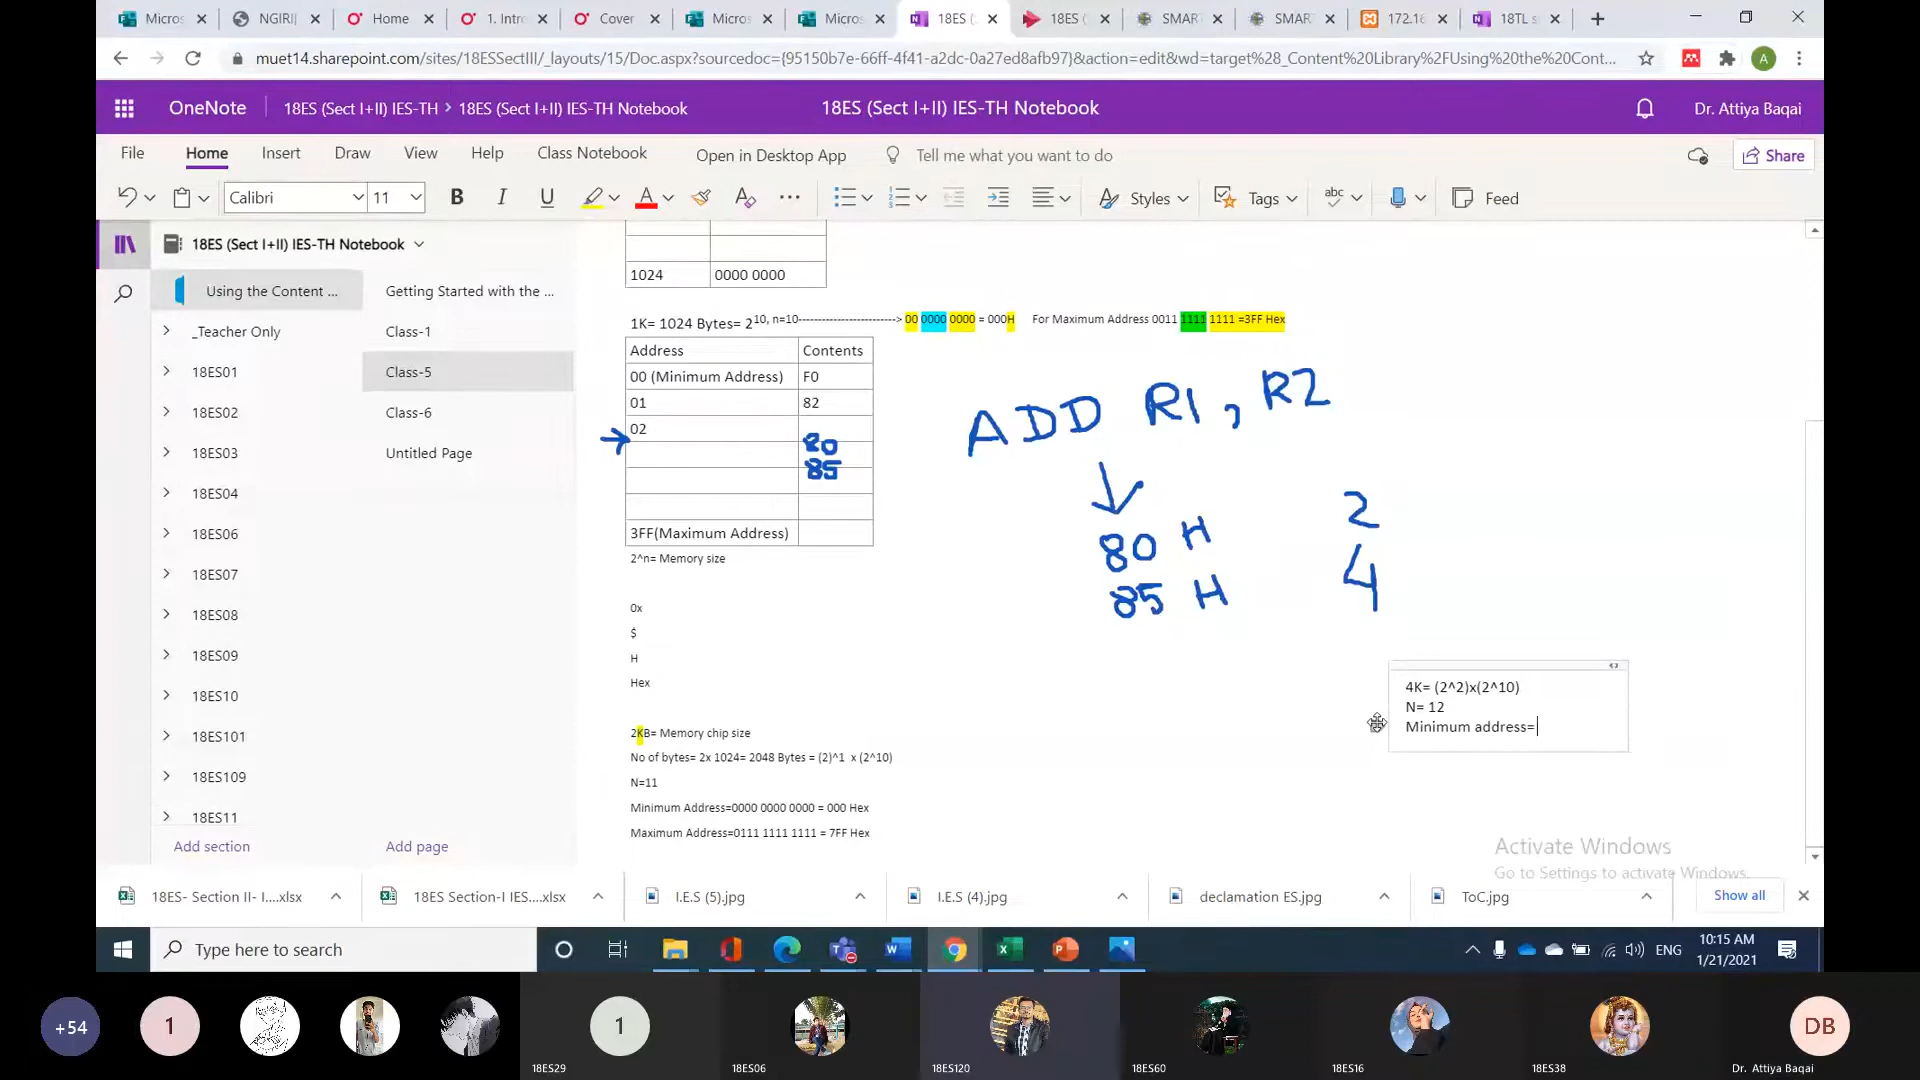 Micros
NGIRI|
Home
1. Intro
Cover
Micros
Micros
18ES (
18ES (
SMAR
SMAR
172.16
18TL s
muet14.sharepoint.com/sites/18ESSectIII/_layouts/15/Doc.aspx?sourcedoc={95150b7e-66ff-4f41-a2dc-0a27ed8afb97}&action=edit&wd=target%28_Content%20Library%2FUsing%20the%20Cont...
A
OneNote
18ES (Sect I+II) IES-TH > 18ES (Sect I+II) IES-TH Notebook
18ES (Sect I+II) IES-TH Notebook
Dr. Attiya Baqai
File Home Insert Draw View Help Class Notebook Open in Desktop App Tell me what you want to do Share
Calibri 11 B I U A Styles Tags abc Feed
18ES (Sect I+II) IES-TH Notebook
Using the Content ...
_Teacher Only
18ES01
18ES02
18ES03
18ES04
18ES06
18ES07
18ES08
18ES09
18ES10
18ES101
18ES109
18ES11
Add section
Getting Started with the ...
Class-1
Class-5
Class-6
Untitled Page
Add page
1024 0000 0000
1K= 1024 Bytes= 2^10, n=10--------------------------> 00 0000 0000 = 000H For Maximum Address 0011 1111 1111 =3FF Hex
Address Contents
00 (Minimum Address) F0
01 82
02
80
85
3FF(Maximum Address)
2^n= Memory size
0x
$
H
Hex
2KB= Memory chip size
No of bytes= 2x 1024= 2048 Bytes = (2)^1 x (2^10)
N=11
Minimum Address=0000 0000 0000 = 000 Hex
Maximum Address=0111 1111 1111 = 7FF Hex
ADD R1, R2
80 H
85 H
2
4
4K= (2^2)x(2^10)
N= 12
Minimum address=
Activate Windows
Go to Settings to activate Windows.
18ES- Section II- I....xlsx
18ES Section-I IES....xlsx
I.E.S (5).jpg
I.E.S (4).jpg
declamation ES.jpg
ToC.jpg
Show all
Type here to search
ENG
10:15 AM
1/21/2021
+54
1
1
DB
18ES29
18ES06
18ES120
18ES60
18ES16
18ES38
Dr. Attiya Baqai